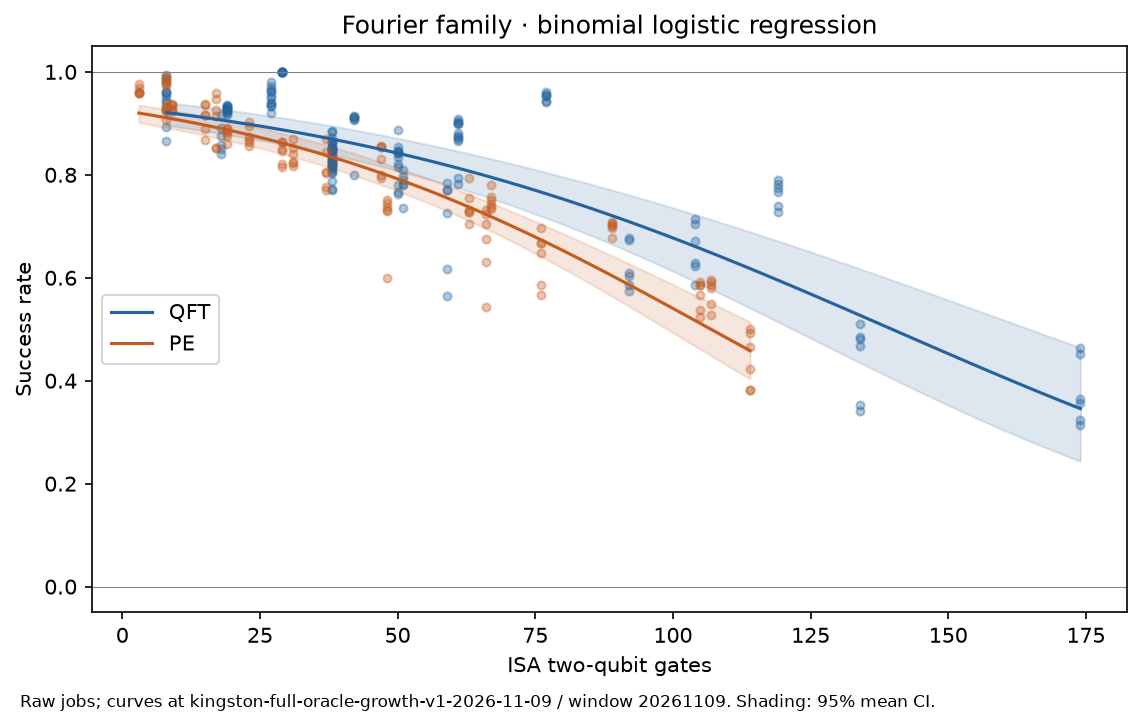 Fourier family · binomial logistic regression
Success rate
1.0
0.8
0.6
0.4
0.2
0.0
QFT
PE
0 25 50 75 100 125 150 175
ISA two-qubit gates
Raw jobs; curves at kingston-full-oracle-growth-v1-2026-11-09 / window 20261109. Shading: 95% mean CI.